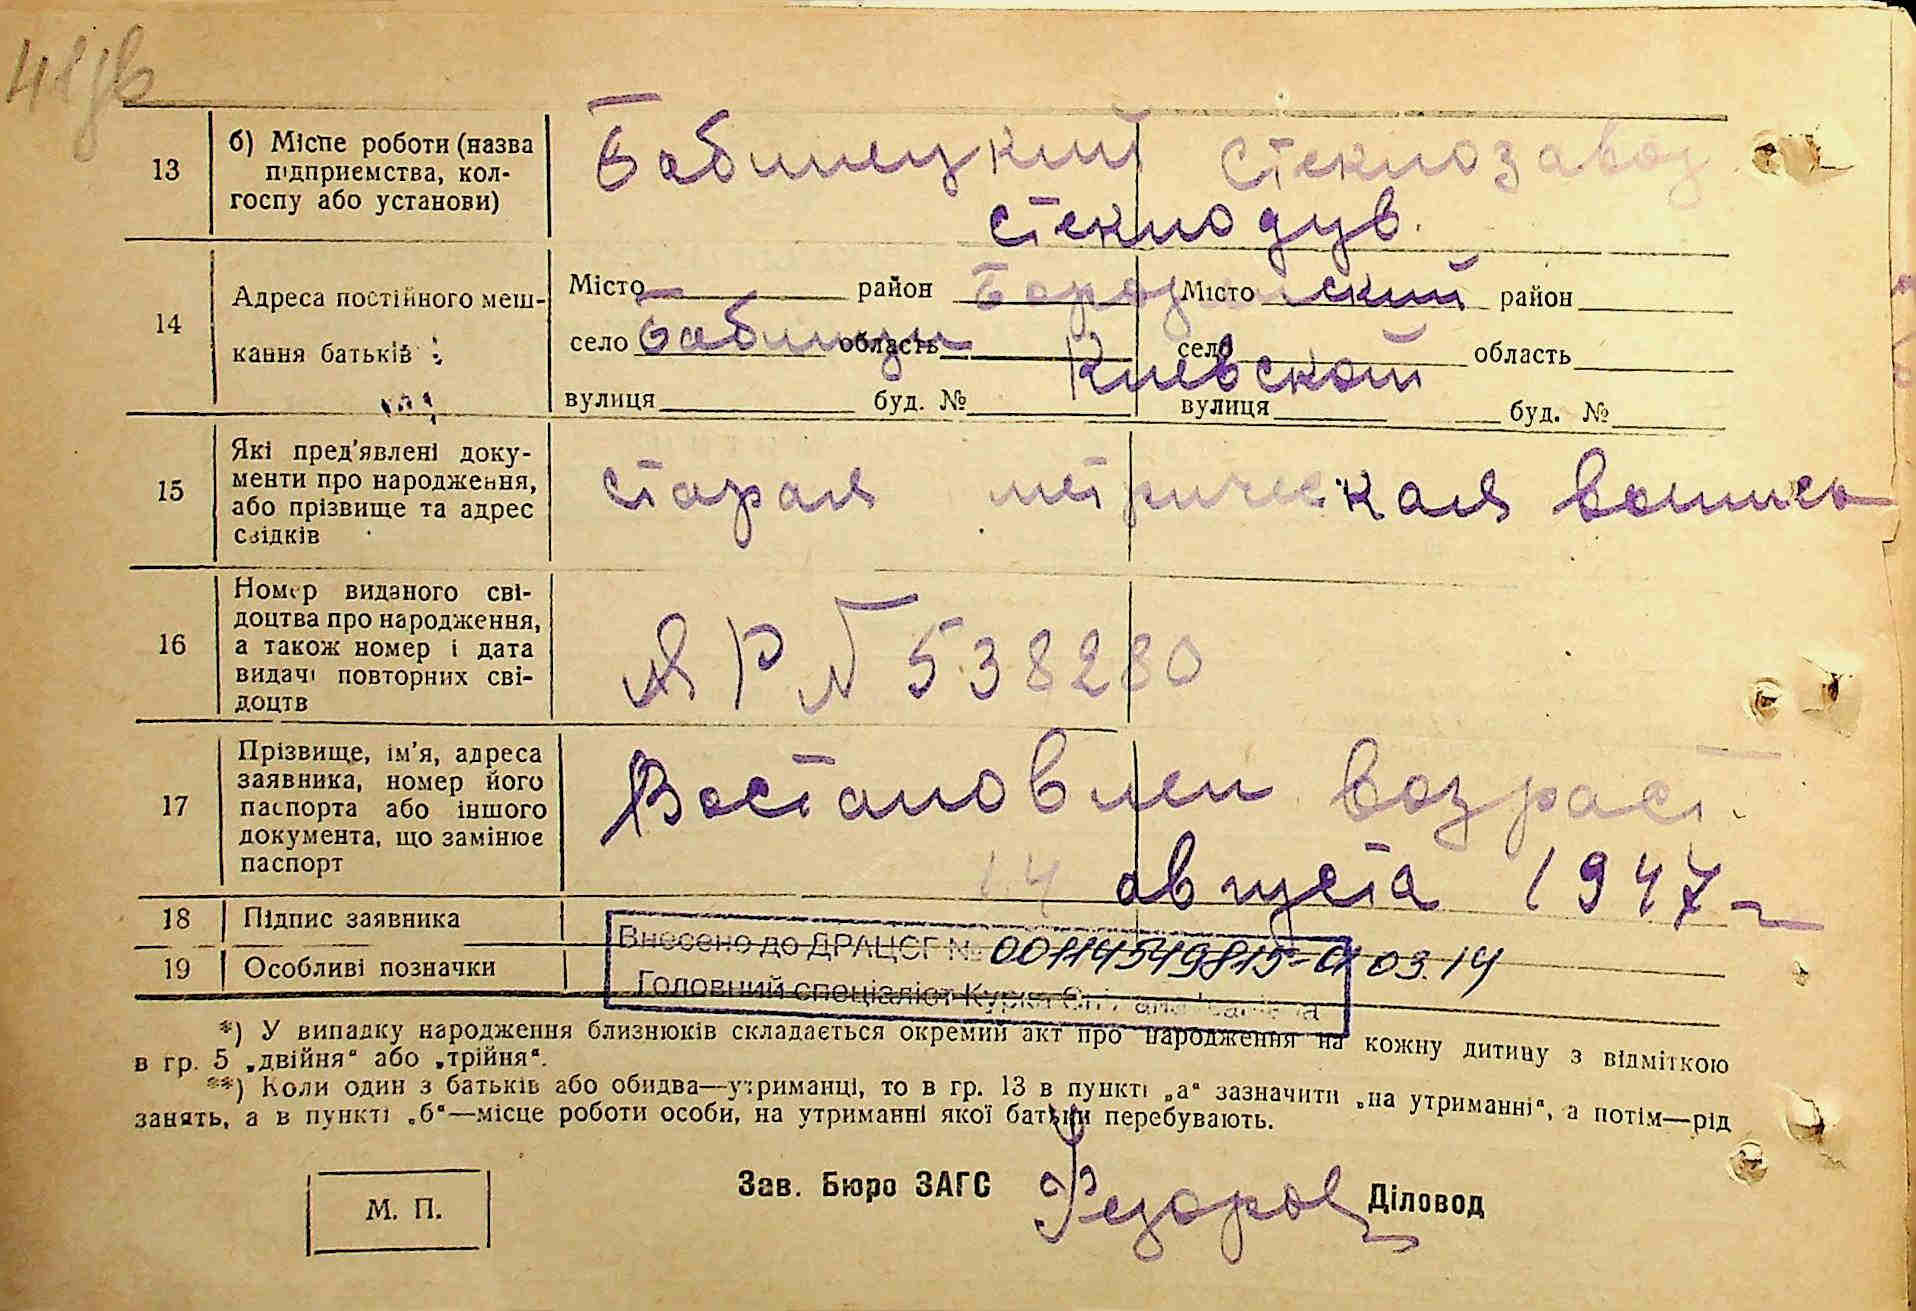 13
б) Місце роботи (назва
підприємства, кол-
госпу або установи)
Бабинецкий стеклозавод
стеклодув.
14
Адреса постійного меш-
кання батьків
Місто район Бородянский Місто район
село Бабинцы область Киевской село область
вулиця буд. № вулиця буд. №
15
Які пред'явлені доку-
менти про народження,
або прізвище та адрес
свідків
старая метрическая
16
Номер виданого сві-
доцтва про народження,
а також номер і дата
видачі повторних сві-
доцтв
ЯР № 538280
17
Прізвище, ім'я, адреса
заявника, номер його
паспорта або іншого
документа, що замінює
паспорт
Востановлен возраст
14 августа 1947 г
18 Підпис заявника
19 Особливі позначки
Внесено до ДРАЦСГ № 00114549815- 03.14
Головний спеціаліст
*) У випадку народження близнюків складається окремий акт про народження на кожну дитину з відміткою
в гр. 5 „двійня“ або „трійня“.
**) Коли один з батьків або обидва—утриманці, то в гр. 13 в пункті „а“ зазначити „на утриманні“, а потім—рід
занять, а в пункті „б“—місце роботи особи, на утриманні якої батьки перебувають.
М. П.
Зав. Бюро ЗАГС Федоров Діловод